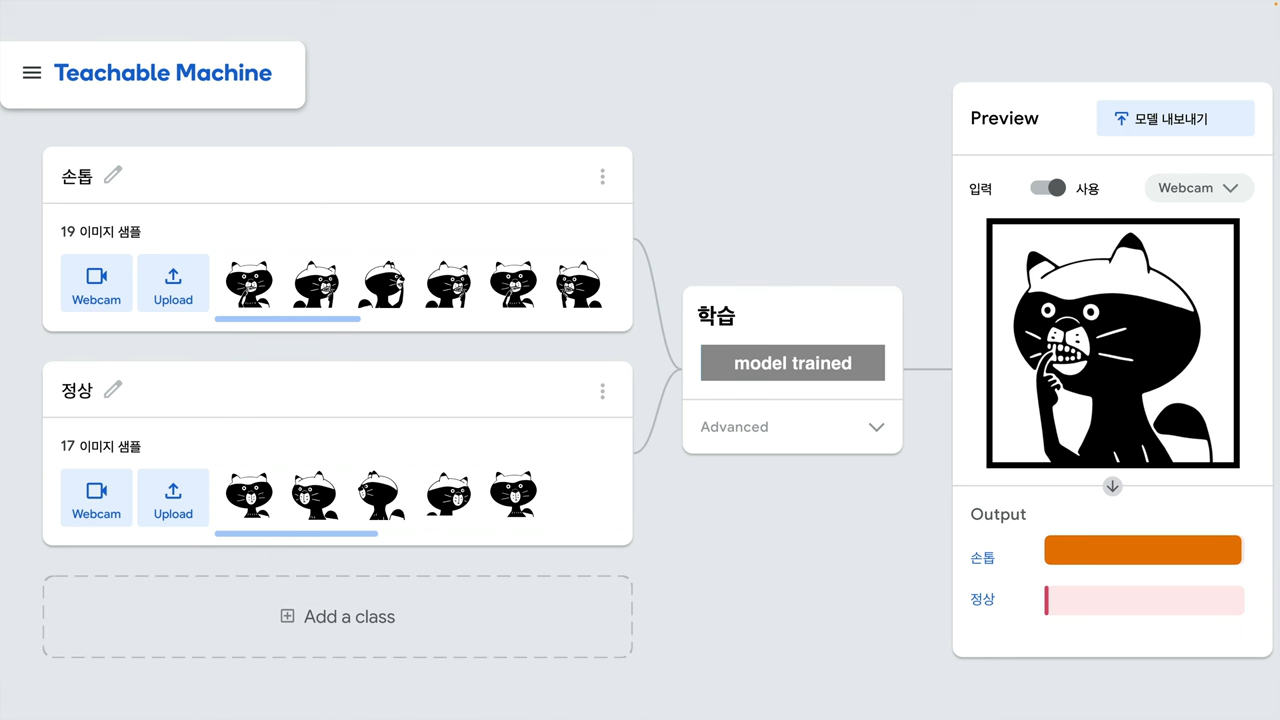 Teachable Machine
손톱
19 이미지 샘플
Webcam
Upload
정상
17 이미지 샘플
Webcam
Upload
Add a class
학습
model trained
Advanced
Preview
모델 내보내기
입력
사용
Webcam
Output
손톱
정상